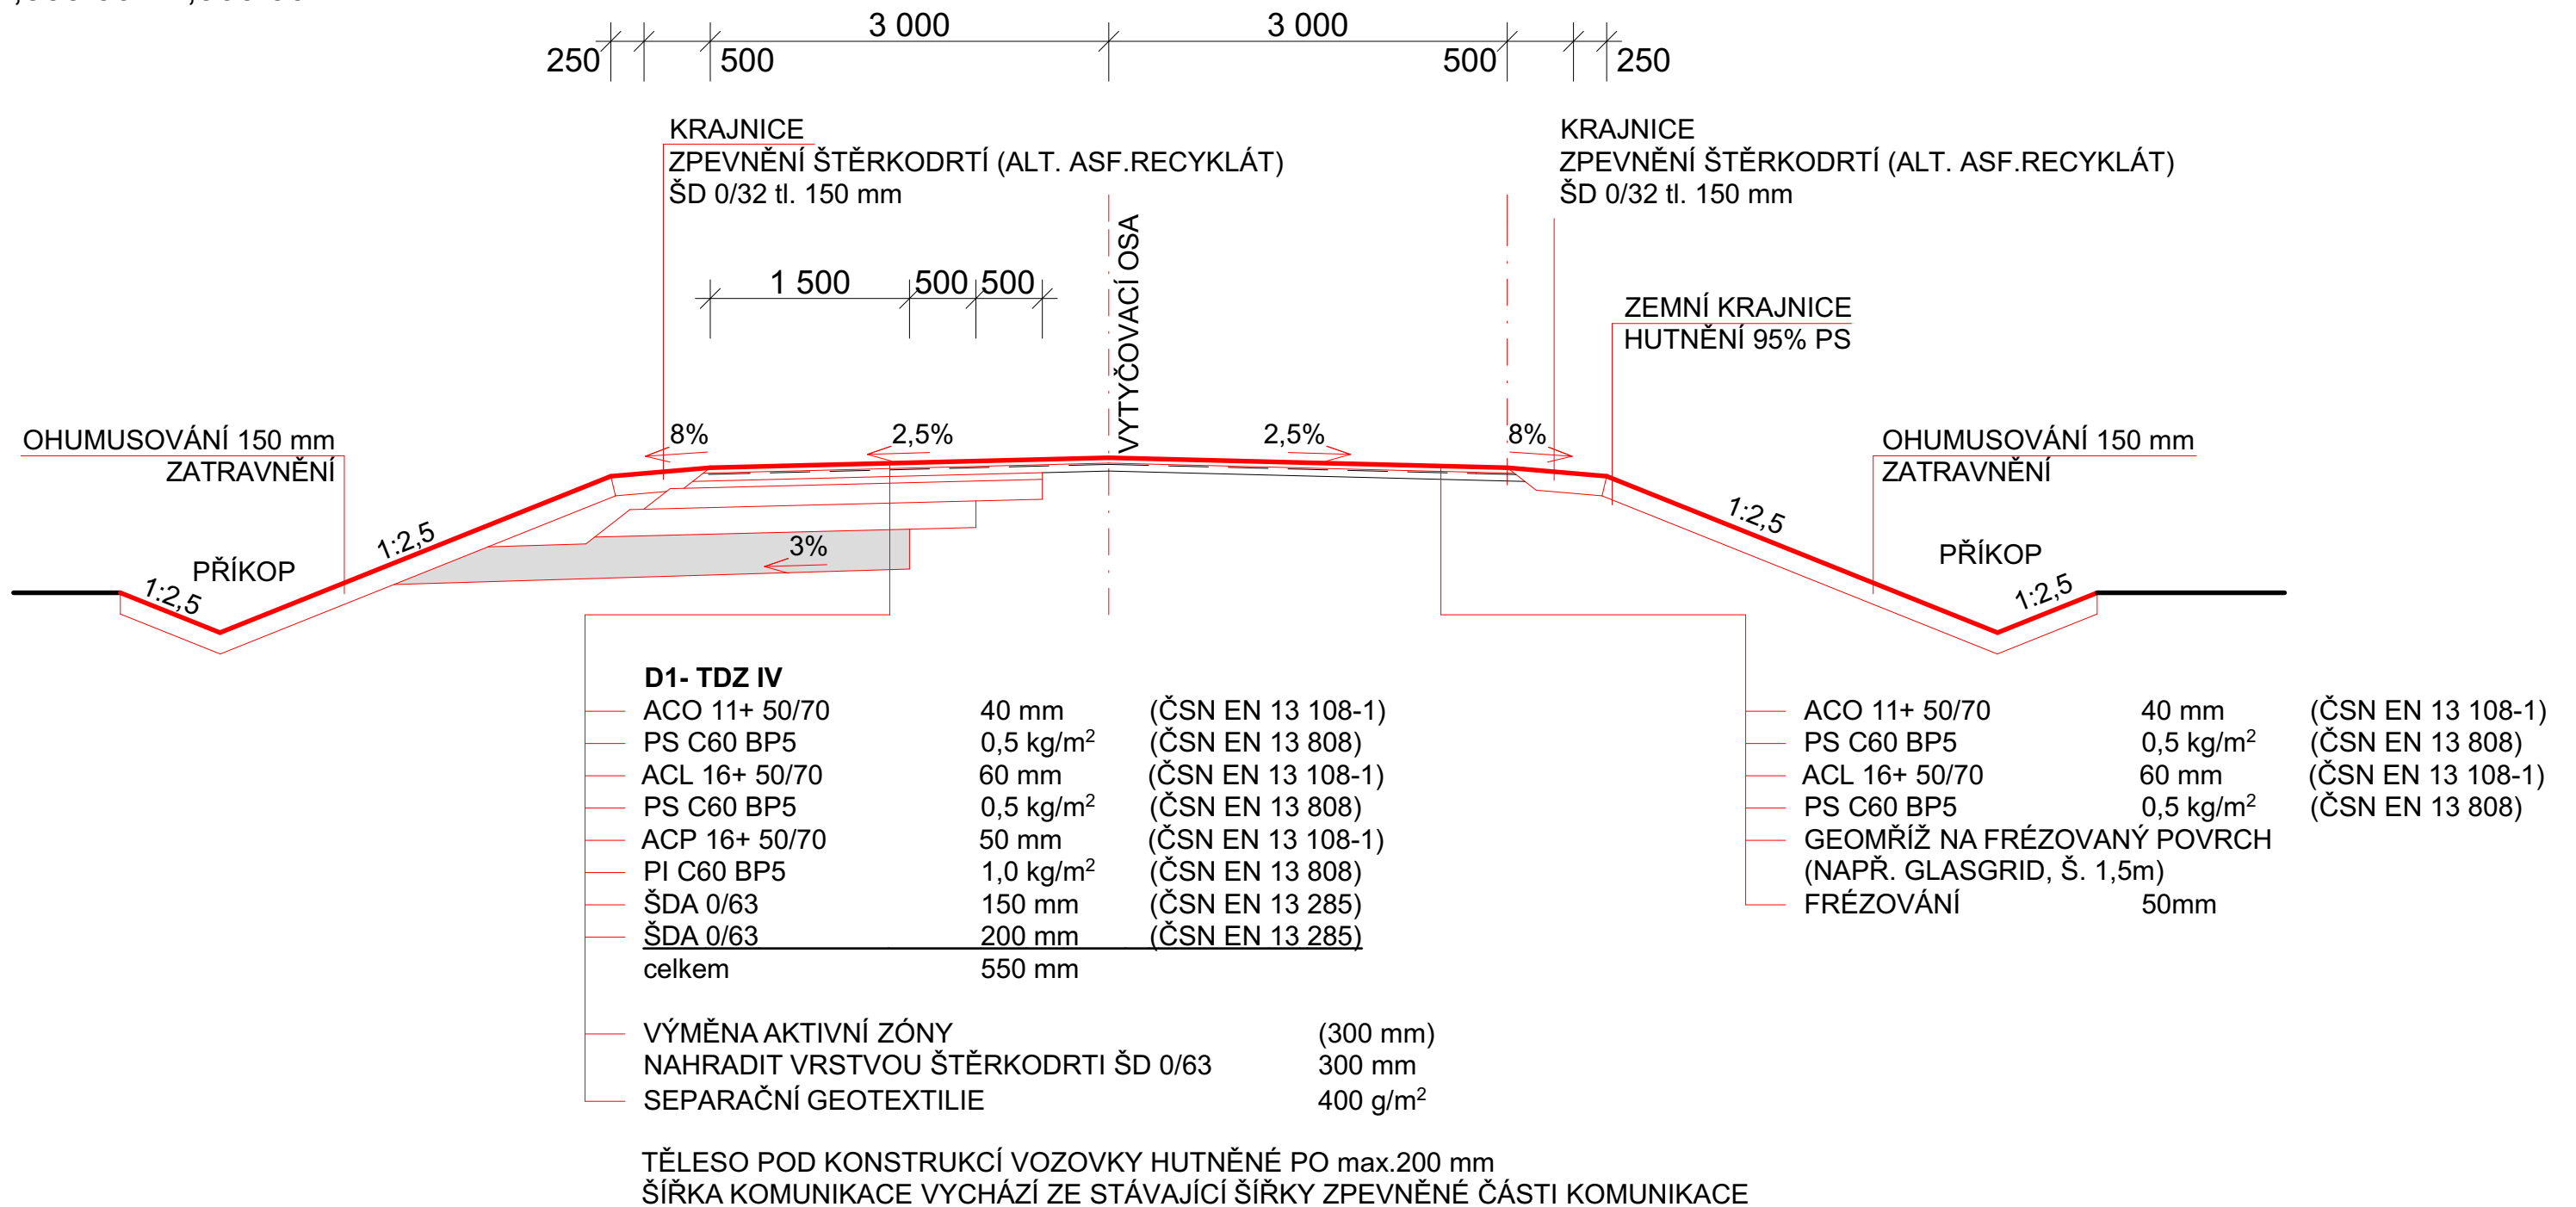 3 000 3 000
250 500 500 250
KRAJNICE
ZPEVNĚNÍ ŠTĚRKODRTÍ (ALT. ASF.RECYKLÁT)
ŠD 0/32 tl. 150 mm
KRAJNICE
ZPEVNĚNÍ ŠTĚRKODRTÍ (ALT. ASF.RECYKLÁT)
ŠD 0/32 tl. 150 mm
VYTYČOVACÍ OSA
1 500 500 500
ZEMNÍ KRAJNICE
HUTNĚNÍ 95% PS
OHUMUSOVÁNÍ 150 mm
ZATRAVNĚNÍ
8% 2,5% 2,5% 8%
OHUMUSOVÁNÍ 150 mm
ZATRAVNĚNÍ
1:2,5
1:2,5
3%
PŘÍKOP
PŘÍKOP
1:2,5
1:2,5
D1- TDZ IV
ACO 11+ 50/70 40 mm (ČSN EN 13 108-1)
PS C60 BP5 0,5 kg/m² (ČSN EN 13 808)
ACL 16+ 50/70 60 mm (ČSN EN 13 108-1)
PS C60 BP5 0,5 kg/m² (ČSN EN 13 808)
ACP 16+ 50/70 50 mm (ČSN EN 13 108-1)
PI C60 BP5 1,0 kg/m² (ČSN EN 13 808)
ŠDA 0/63 150 mm (ČSN EN 13 285)
ŠDA 0/63 200 mm (ČSN EN 13 285)
celkem 550 mm
VÝMĚNA AKTIVNÍ ZÓNY (300 mm)
NAHRADIT VRSTVOU ŠTĚRKODRTI ŠD 0/63 300 mm
SEPARAČNÍ GEOTEXTILIE 400 g/m²
ACO 11+ 50/70 40 mm (ČSN EN 13 108-1)
PS C60 BP5 0,5 kg/m² (ČSN EN 13 808)
ACL 16+ 50/70 60 mm (ČSN EN 13 108-1)
PS C60 BP5 0,5 kg/m² (ČSN EN 13 808)
GEOMŘÍŽ NA FRÉZOVANÝ POVRCH
(NAPŘ. GLASGRID, Š. 1,5m)
FRÉZOVÁNÍ 50mm
TĚLESO POD KONSTRUKCÍ VOZOVKY HUTNĚNÉ PO max.200 mm
ŠÍŘKA KOMUNIKACE VYCHÁZÍ ZE STÁVAJÍCÍ ŠÍŘKY ZPEVNĚNÉ ČÁSTI KOMUNIKACE